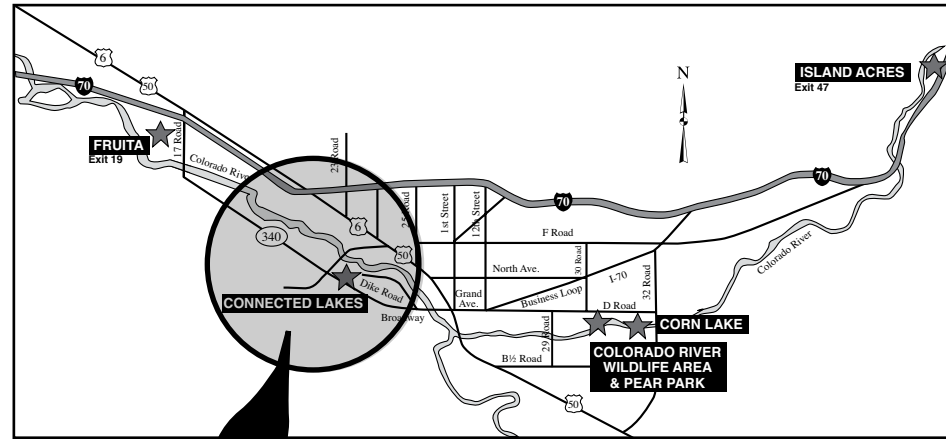 6
50
70
ISLAND ACRES
Exit 47
N
FRUITA
Exit 19
17 Road
Colorado River
23 Road
70
70
25 Road
1st Street
12th Street
340
6
50
F Road
Colorado River
North Ave.
30 Road
I-70
32 Road
CONNECTED LAKES
Dike Road
Grand
Ave.
Business Loop
D Road
Broadway
CORN LAKE
29 Road
B½ Road
COLORADO RIVER
WILDLIFE AREA
& PEAR PARK
50